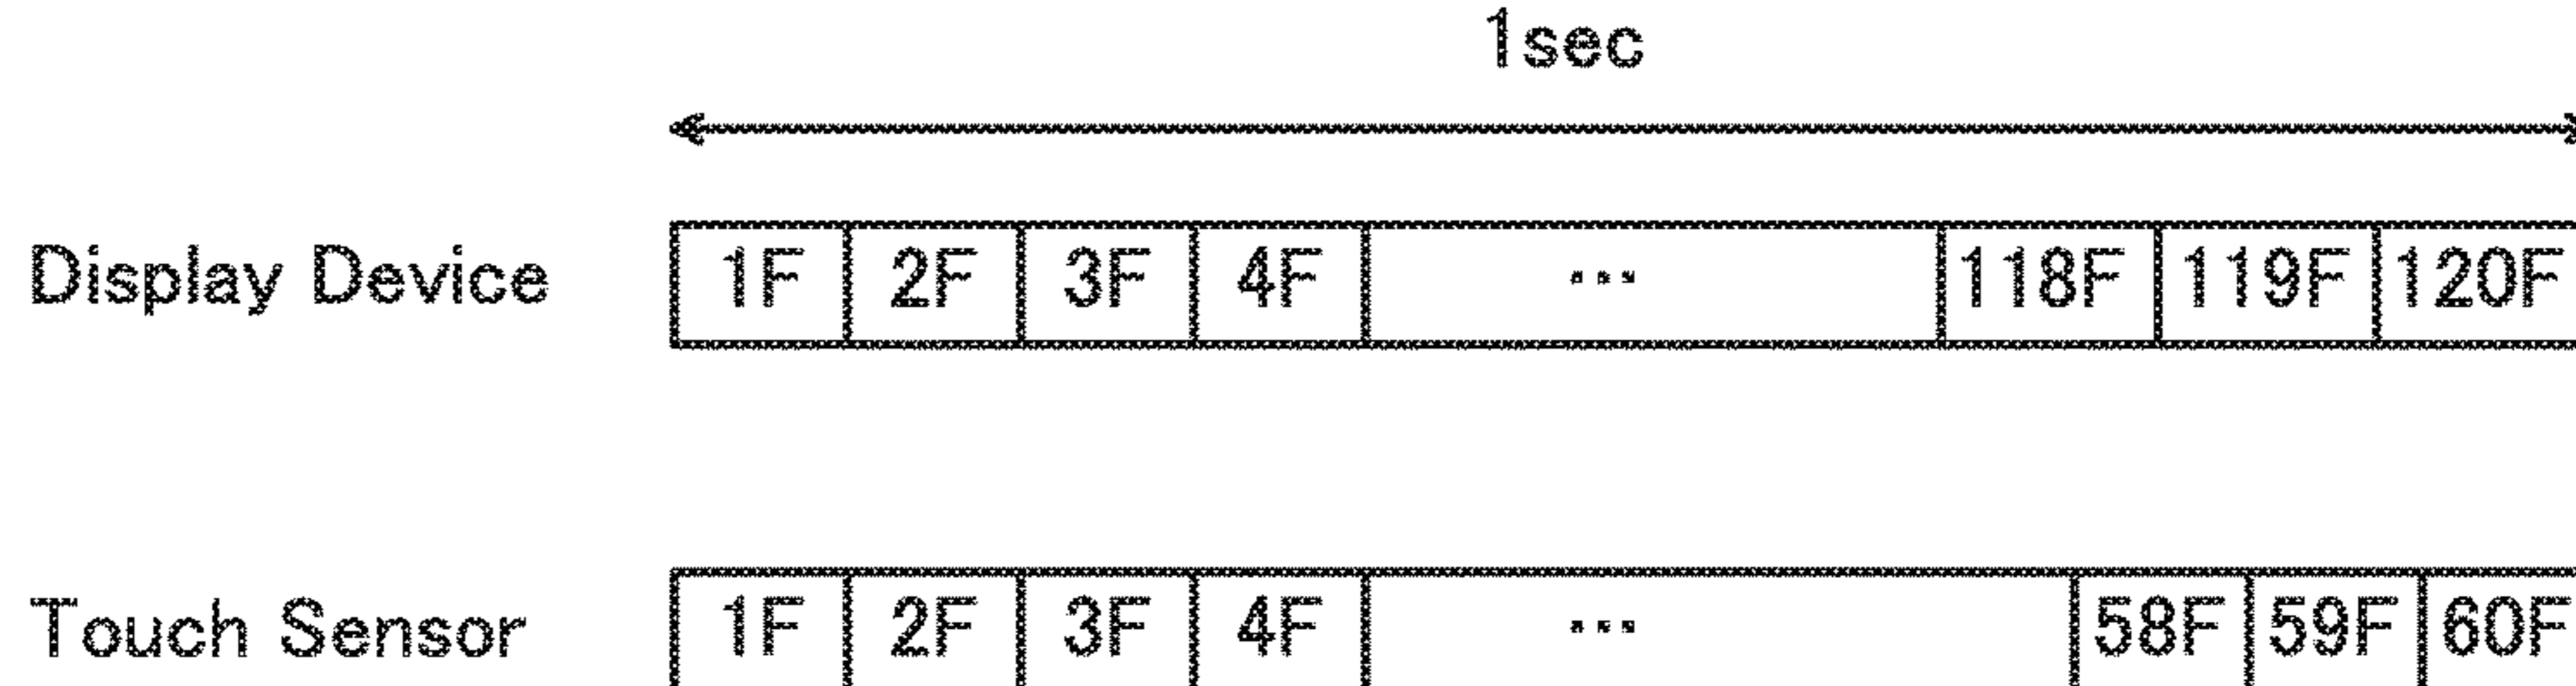 1sec
Display Device 1F 2F 3F 4F ... 118F 119F 120F
Touch Sensor 1F 2F 3F 4F ... 58F 59F 60F